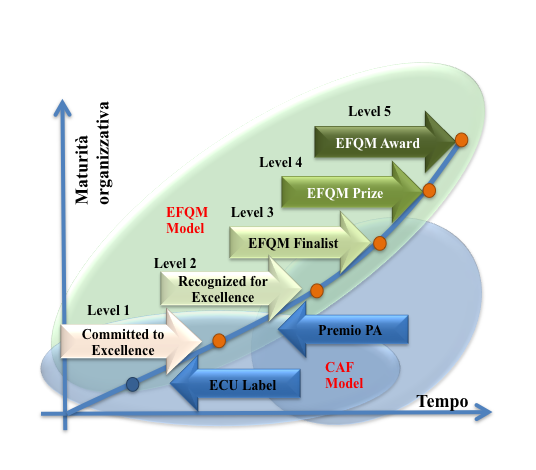 Maturità
organizzativa
Level 5
EFQM Award
Level 4
EFQM Prize
EFQM
Model
Level 3
EFQM Finalist
Level 2
Recognized for
Excellence
Level 1
Committed to
Excellence
Premio PA
ECU Label
CAF
Model
Tempo